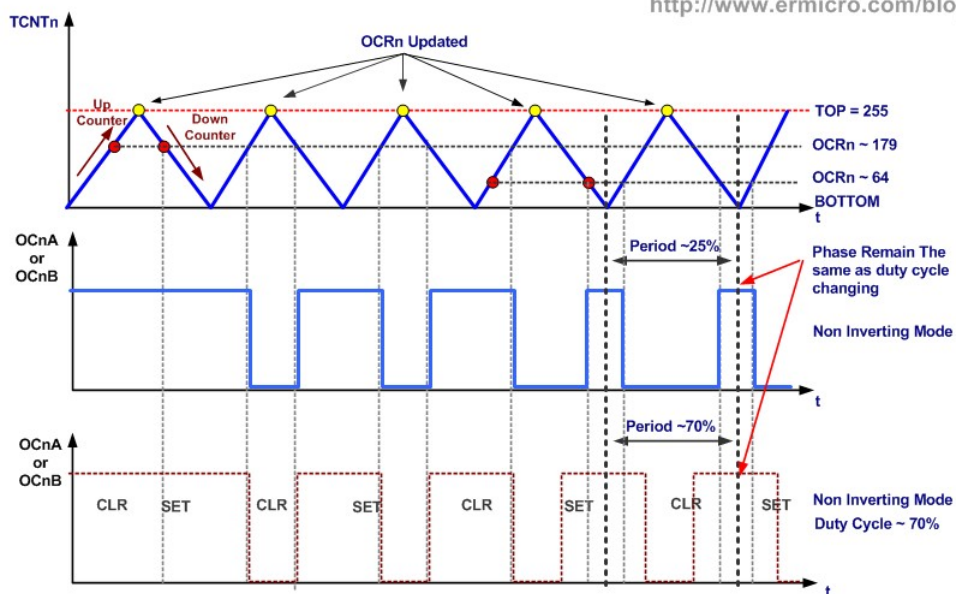 http://www.ermicro.com/blo
TCNTn
OCRn Updated
Up
Counter
Down
Counter
TOP = 255
OCRn ~ 179
OCRn ~ 64
BOTTOM
t
OCnA
or
OCnB
Period ~25%
Phase Remain The
same as duty cycle
changing
Non Inverting Mode
t
OCnA
or
OCnB
Period ~70%
CLR SET CLR SET CLR SET CLR SET
Non Inverting Mode
Duty Cycle ~ 70%
t